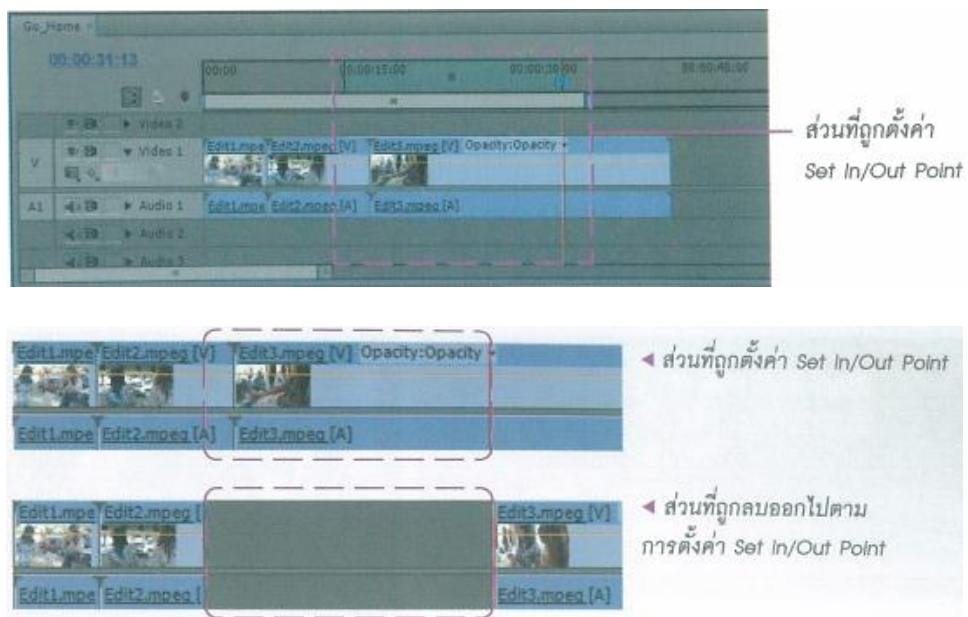 Go_Home
00:00:31:13
00:00
00:00:15:00
00:00:30:00
00:00:45:00
Video 2
V
Video 1
Edit1.mpe Edit2.mpeg [V] Edit3.mpeg [V] Opacity:Opacity
A1
Audio 1
Edit1.mpe Edit2.mpeg [A] Edit3.mpeg [A]
Audio 2
Audio 3
ส่วนที่ถูกตั้งค่า
Set In/Out Point
Edit1.mpe Edit2.mpeg [V] Edit3.mpeg [V] Opacity:Opacity
Edit1.mpe Edit2.mpeg [A] Edit3.mpeg [A]
ส่วนที่ถูกตั้งค่า Set In/Out Point
Edit1.mpe Edit2.mpeg [ Edit3.mpeg [V]
Edit1.mpe Edit2.mpeg [ Edit3.mpeg [A]
ส่วนที่ถูกลบออกไปตาม
การตั้งค่า Set In/Out Point